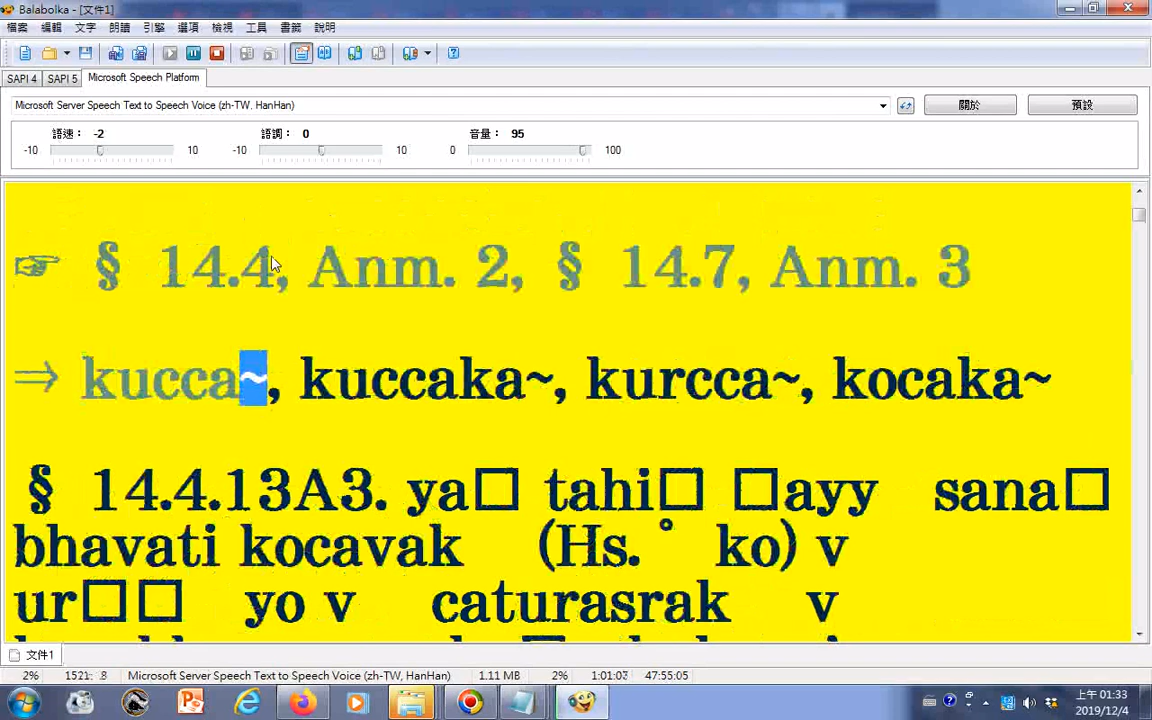 Balabolka - [文件1]
檔案 編輯 文字 朗讀 引擎 選項 檢視 工具 書籤 說明
SAPI 4 SAPI 5 Microsoft Speech Platform
Microsoft Server Speech Text to Speech Voice (zh-TW, HanHan) 關於 預設
語速： -2 語調： 0 音量： 95
-10 10 -10 10 0 100
☞ § 14.4, Anm. 2, § 14.7, Anm. 3
⇒ kucca~, kuccaka~, kurcca~, kocaka~
§ 14.4.13A3. ya□ tahi□ □ayy sana□
bhavati kocavak (Hs. ° ko) v
ur□□ yo v caturasrak v
文件1
2% Microsoft Server Speech Text to Speech Voice (zh-TW, HanHan) 1.11 MB 2% 1:01:03 47:55:05
上午 01:33
2019/12/4